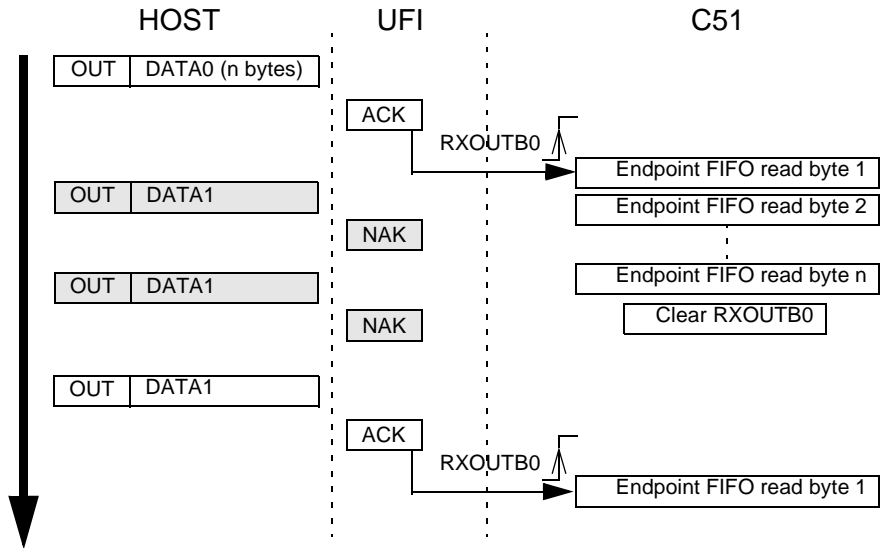 HOST UFI C51
OUT DATA0 (n bytes)
ACK
RXOUTB0
Endpoint FIFO read byte 1
OUT DATA1
Endpoint FIFO read byte 2
NAK
OUT DATA1
Endpoint FIFO read byte n
NAK
Clear RXOUTB0
OUT DATA1
ACK
RXOUTB0
Endpoint FIFO read byte 1